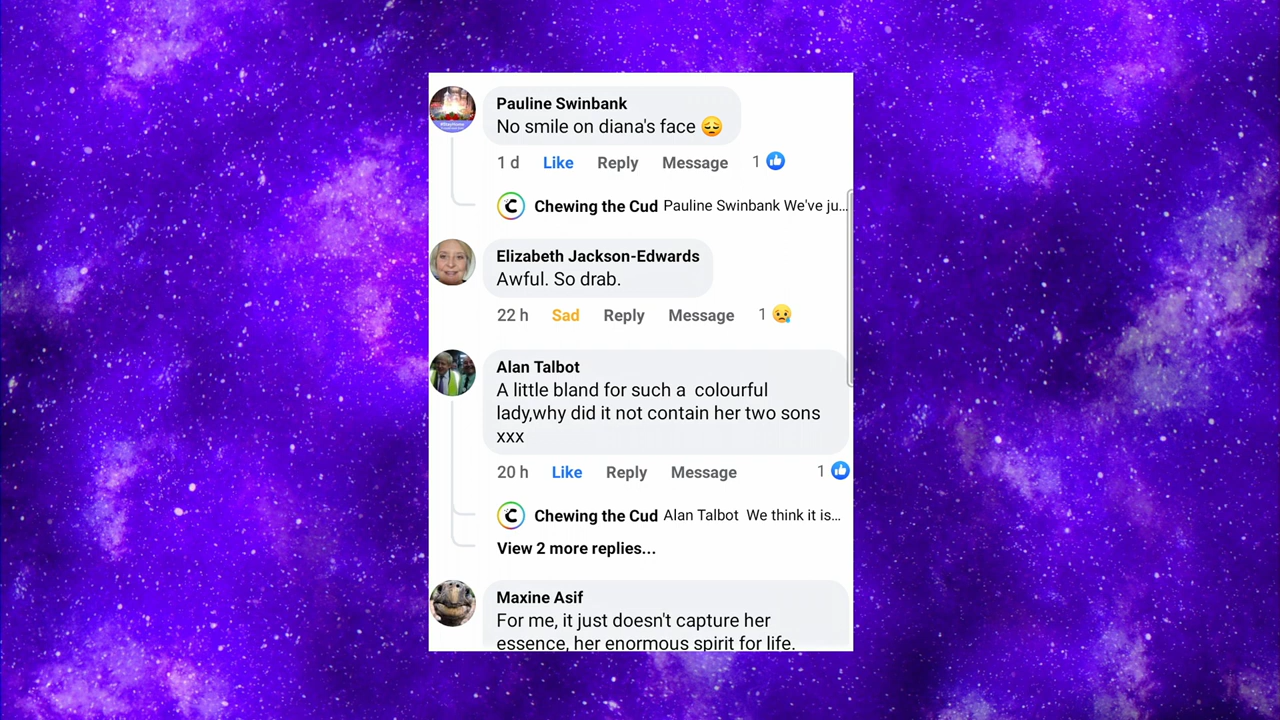 Pauline Swinbank
No smile on diana's face 😔
1 d Like Reply Message 1
Chewing the Cud Pauline Swinbank We've ju...
Elizabeth Jackson-Edwards
Awful. So drab.
22 h Sad Reply Message 1
Alan Talbot
A little bland for such a colourful
lady,why did it not contain her two sons
xxx
20 h Like Reply Message 1
Chewing the Cud Alan Talbot We think it is...
View 2 more replies...
Maxine Asif
For me, it just doesn't capture her
essence, her enormous spirit for life.